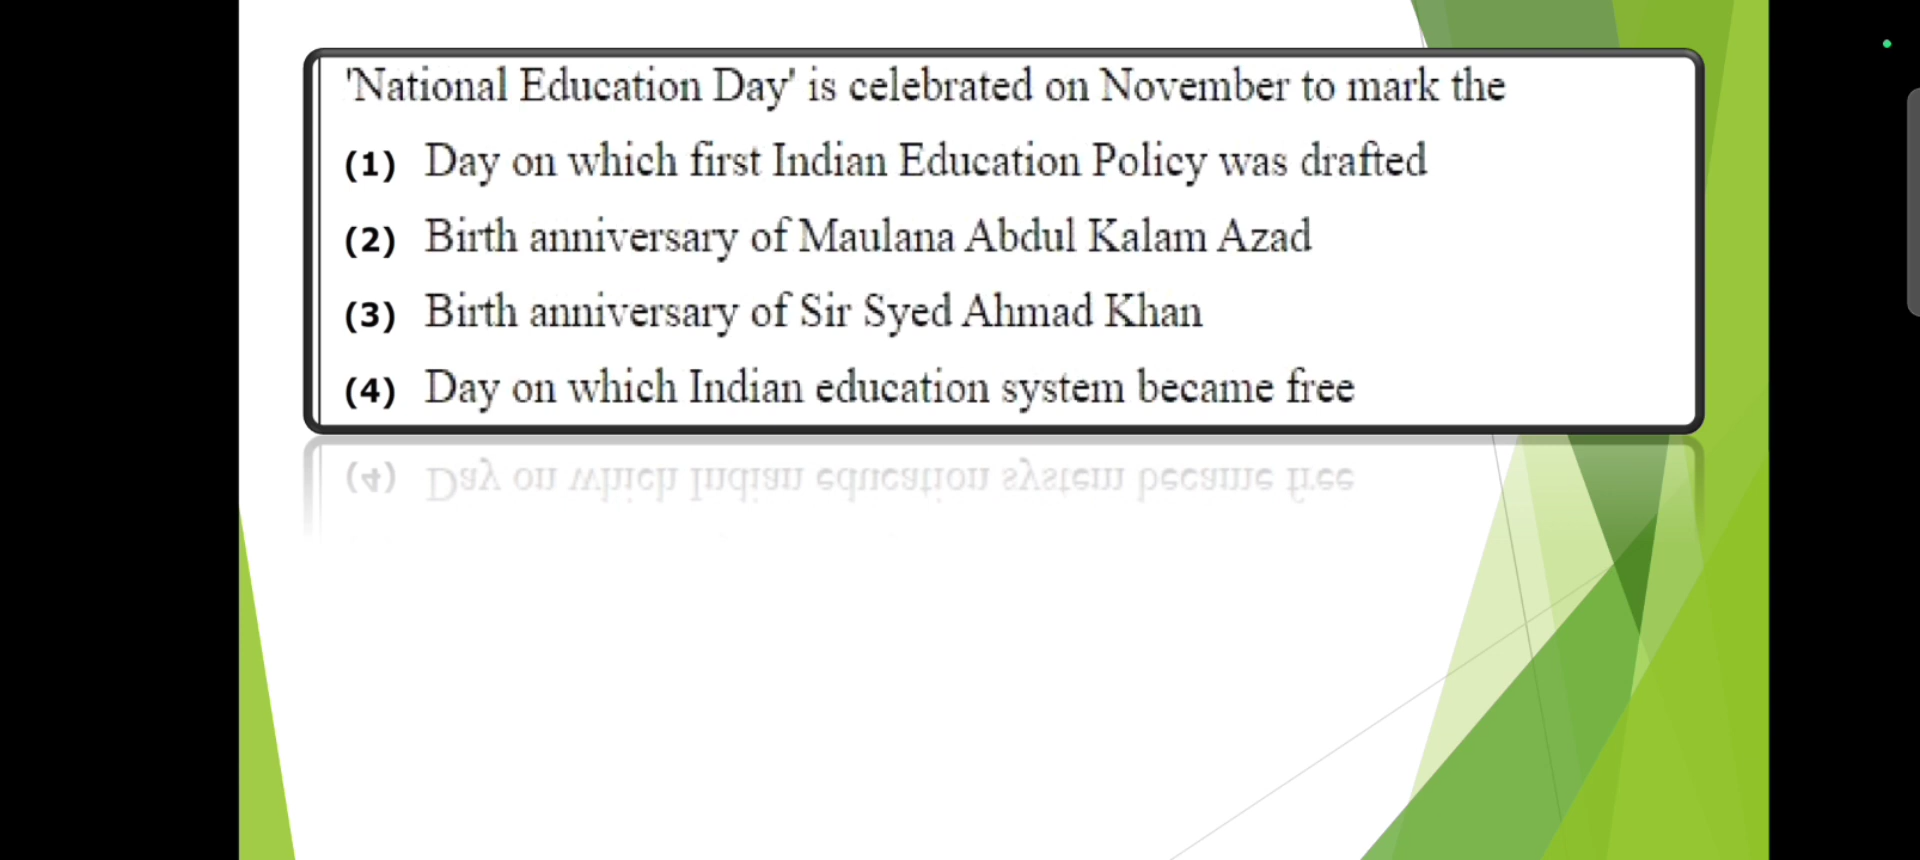 'National Education Day' is celebrated on November to mark the
(1) Day on which first Indian Education Policy was drafted
(2) Birth anniversary of Maulana Abdul Kalam Azad
(3) Birth anniversary of Sir Syed Ahmad Khan
(4) Day on which Indian education system became free